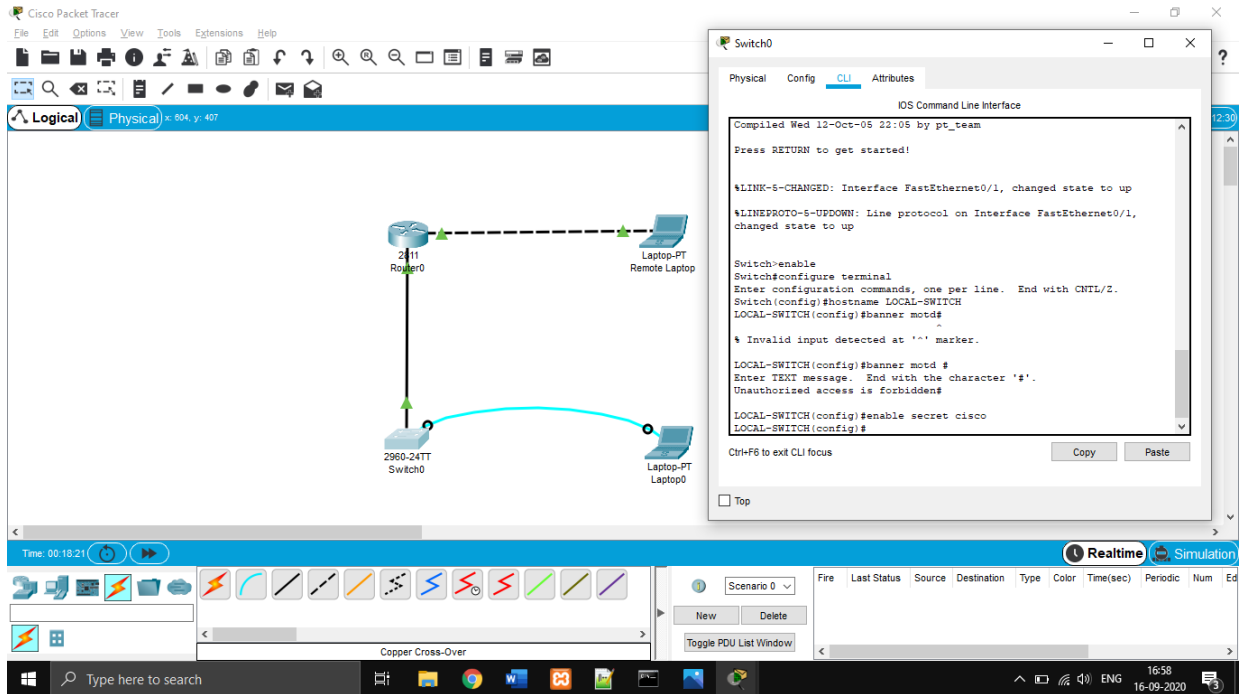 Cisco Packet Tracer
File Edit Options View Tools Extensions Help
Logical Physical x: 604, y: 407
12:30
2811
Router0
Laptop-PT
Remote Laptop
2960-24TT
Switch0
Laptop-PT
Laptop0
Switch0
Physical Config CLI Attributes
IOS Command Line Interface
Compiled Wed 12-Oct-05 22:05 by pt_team
Press RETURN to get started!
%LINK-5-CHANGED: Interface FastEthernet0/1, changed state to up
%LINEPROTO-5-UPDOWN: Line protocol on Interface FastEthernet0/1,
changed state to up
Switch>enable
Switch#configure terminal
Enter configuration commands, one per line. End with CNTL/Z.
Switch(config)#hostname LOCAL-SWITCH
LOCAL-SWITCH(config)#banner motd#
^
% Invalid input detected at '^' marker.
LOCAL-SWITCH(config)#banner motd #
Enter TEXT message. End with the character '#'.
Unauthorized access is forbidden#
LOCAL-SWITCH(config)#enable secret cisco
LOCAL-SWITCH(config)#
Ctrl+F6 to exit CLI focus
Copy Paste
Top
Time: 00:18:21
Realtime Simulation
Scenario 0
New Delete
Toggle PDU List Window
Fire Last Status Source Destination Type Color Time(sec) Periodic Num Ed
Copper Cross-Over
Type here to search
ENG
16:58
16-09-2020
3